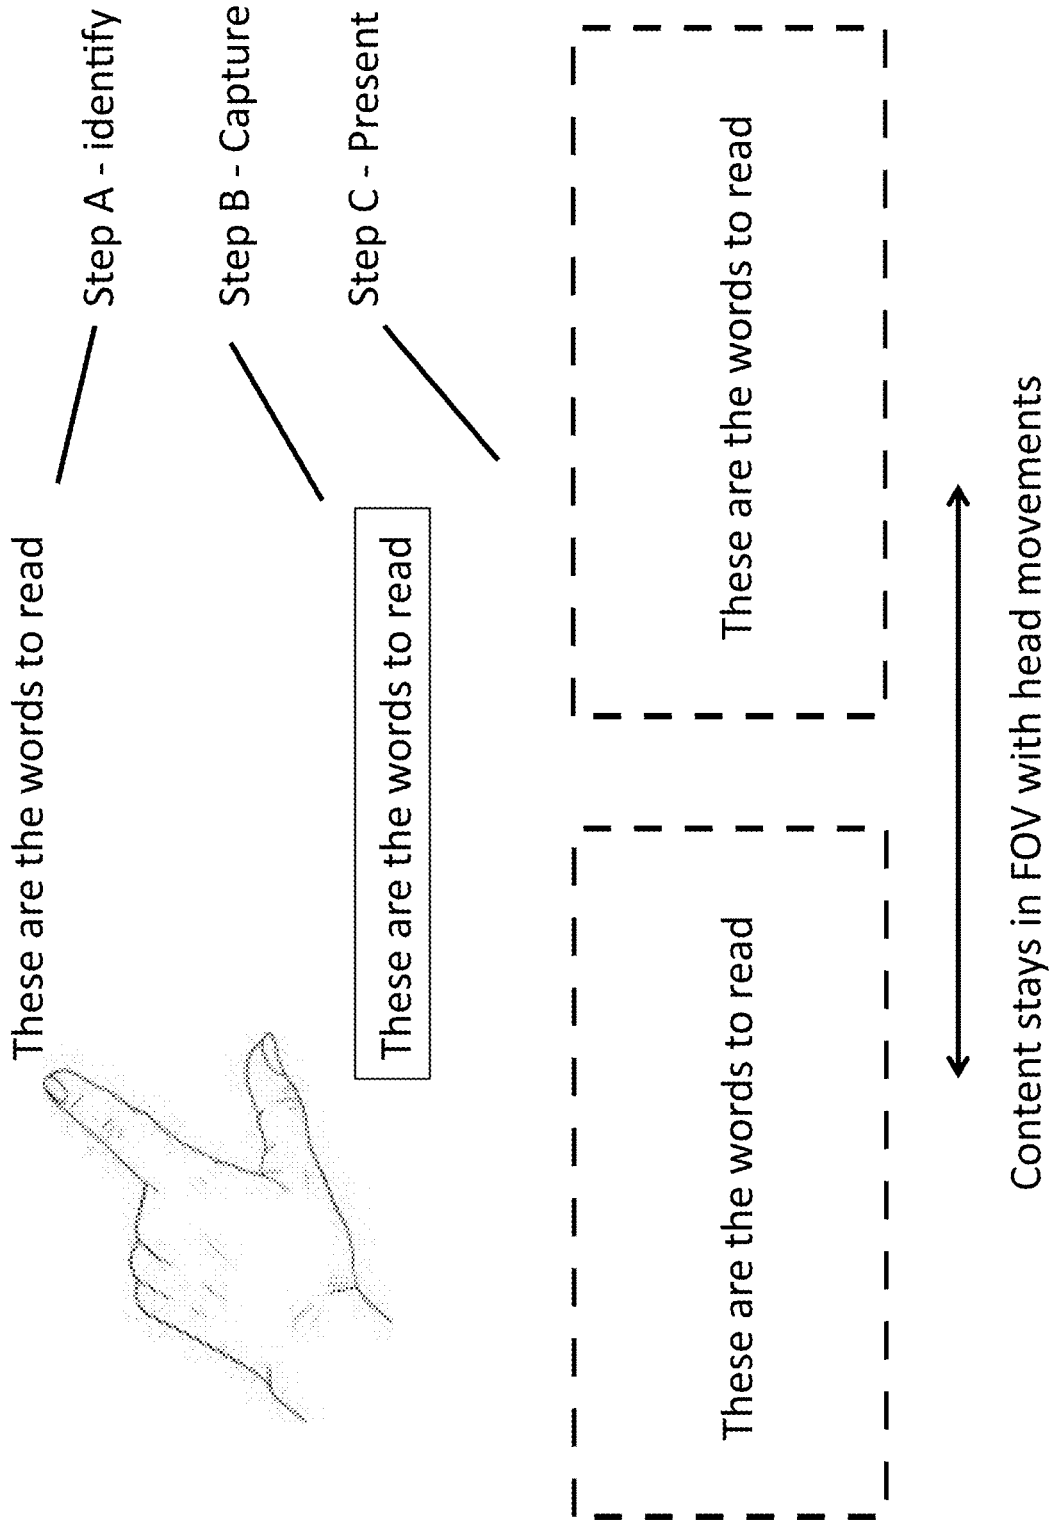 These are the words to read
Step A - identify
Step B - Capture
These are the words to read
Step C - Present
These are the words to read
These are the words to read
Content stays in FOV with head movements